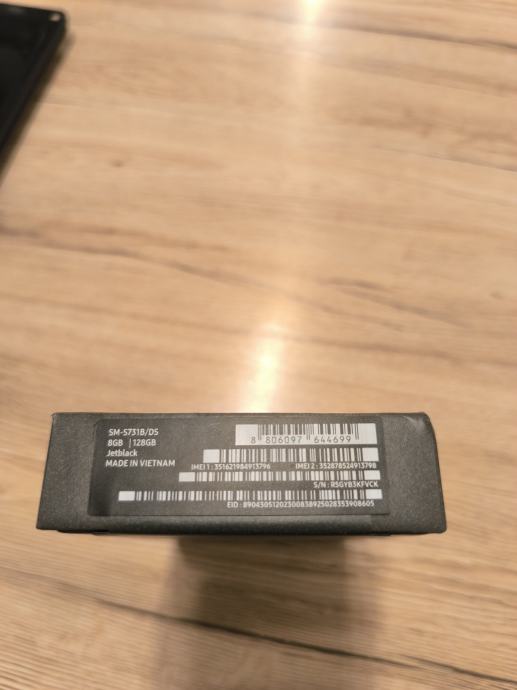 SM-S731B/DS
8GB | 128GB
Jetblack
MADE IN VIETNAM
8 806097 644699
IMEI 1 : 351621984913796 IMEI 2 : 352878524913798
S/N : R5GYB3KFVCK
EID : 89043051202500838925028353908605